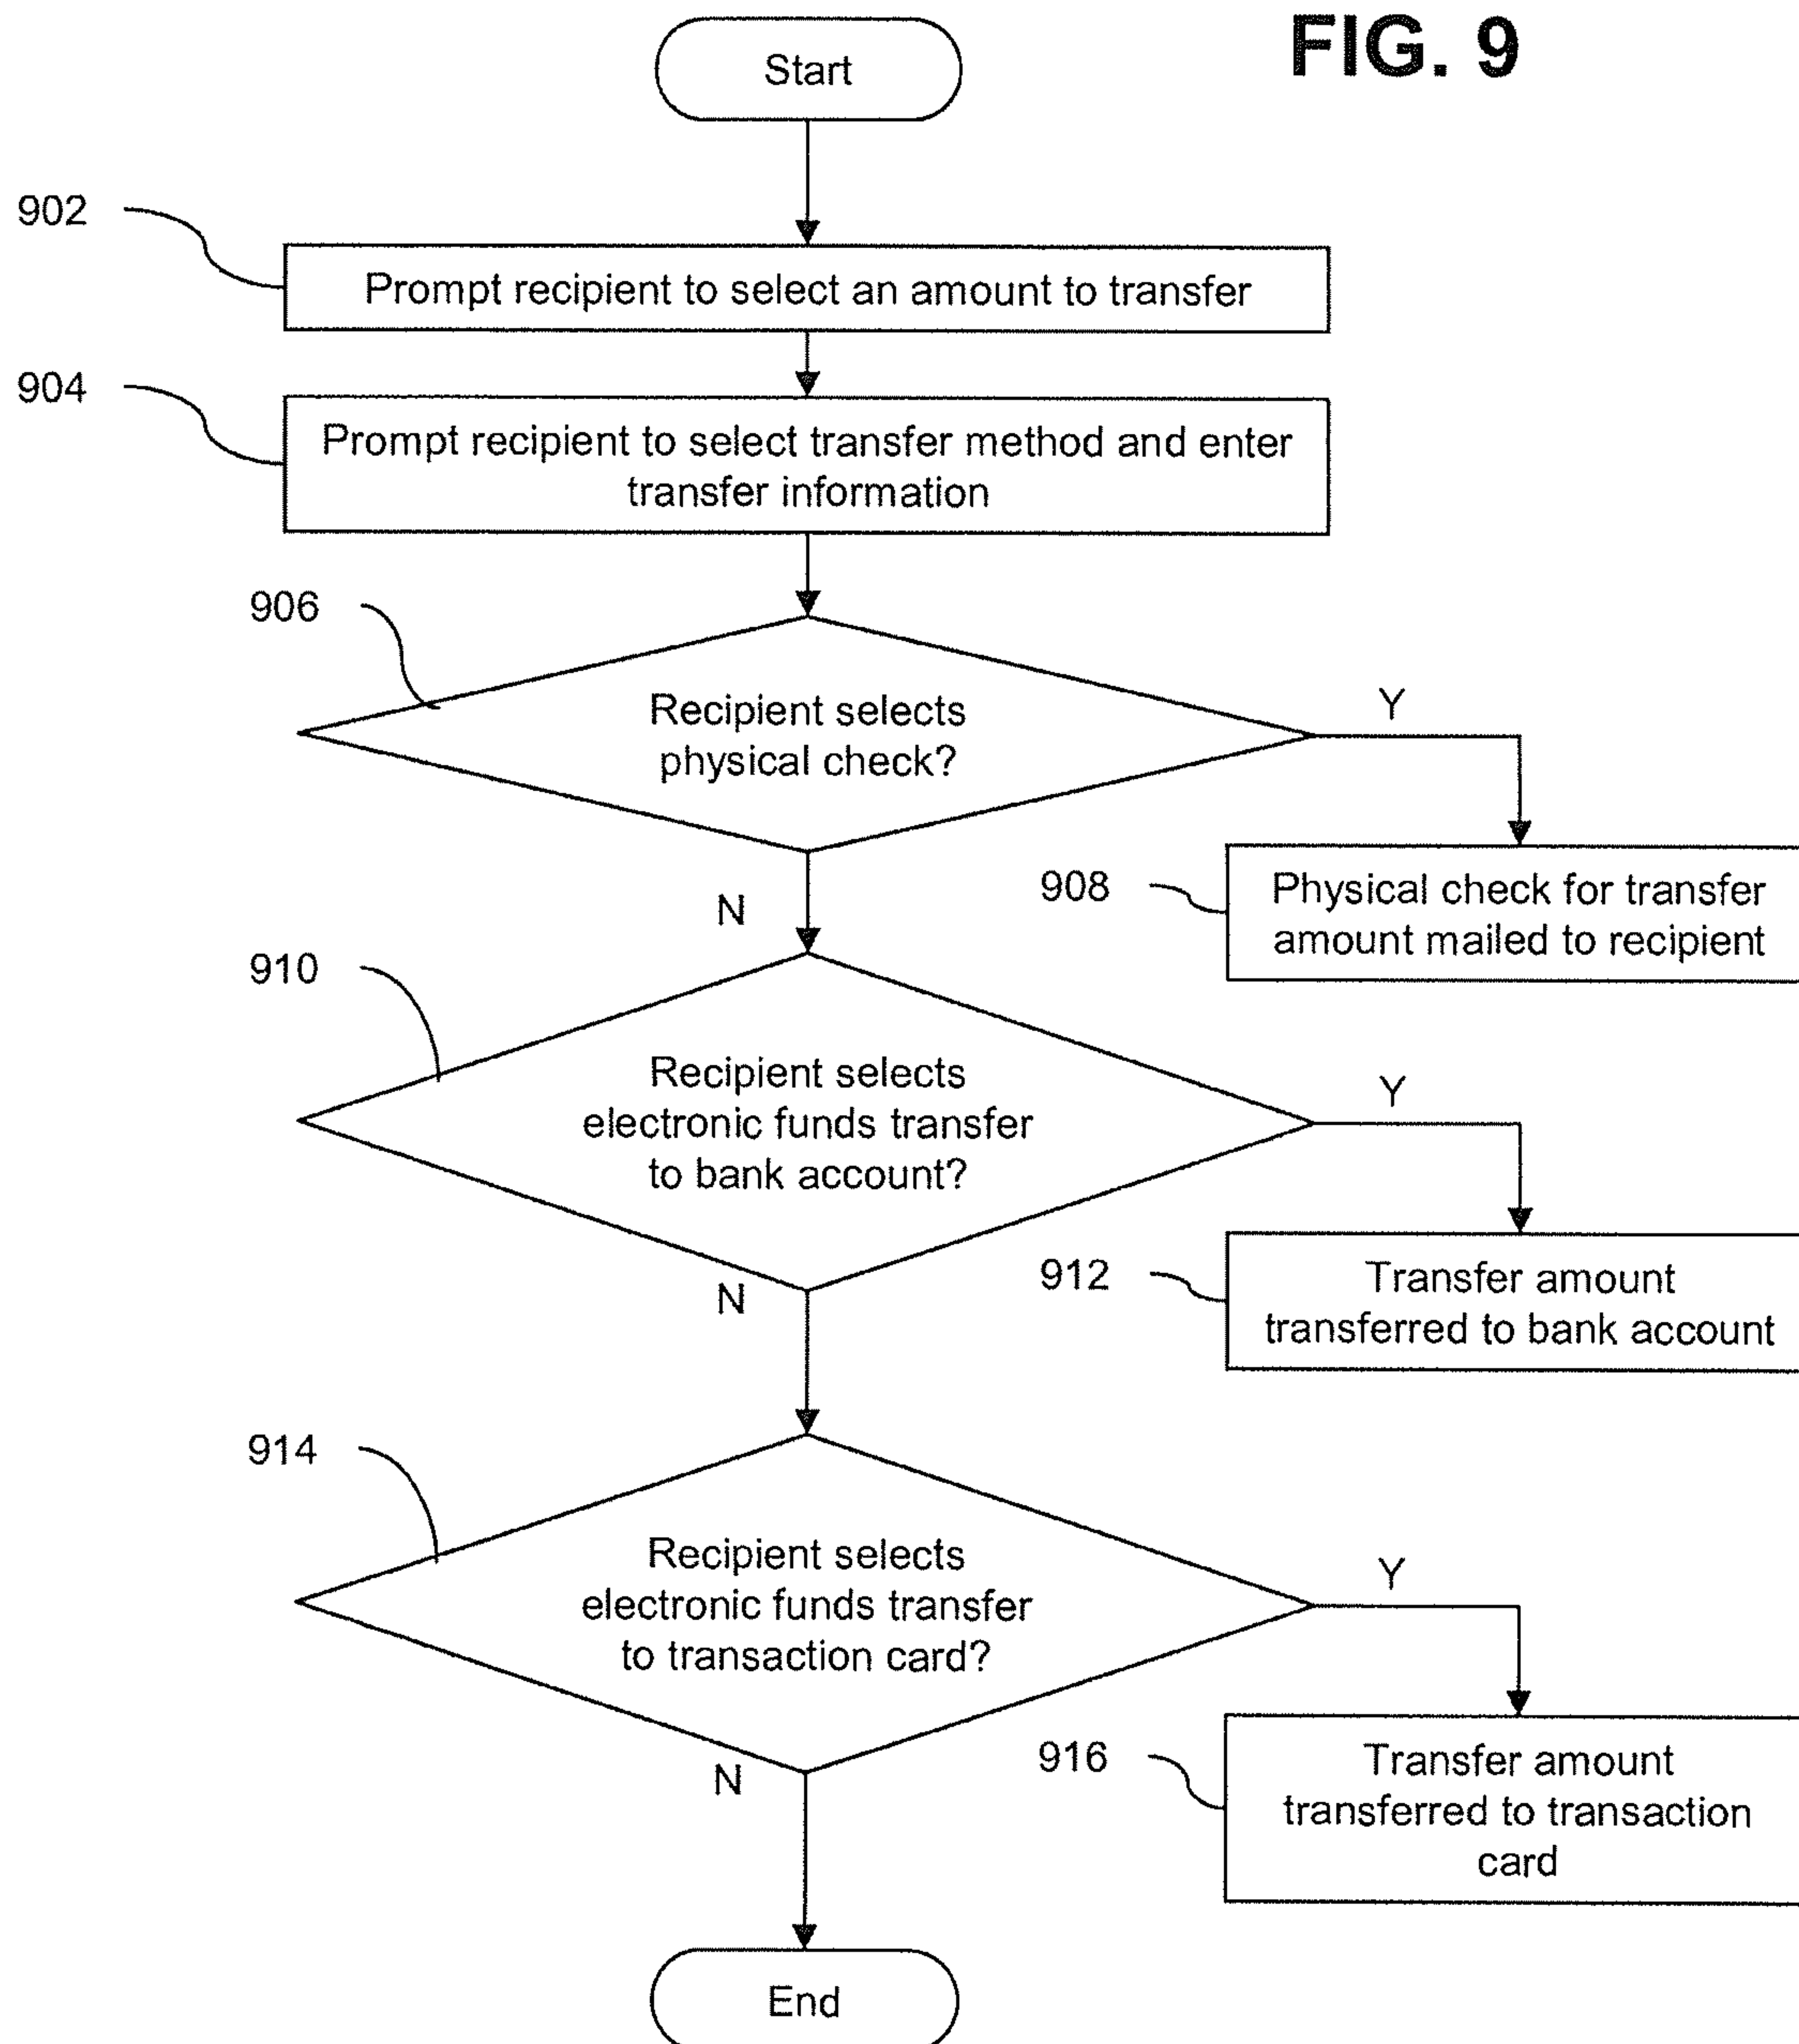 FIG. 9
Start
902
Prompt recipient to select an amount to transfer
904
Prompt recipient to select transfer method and enter
transfer information
906
Recipient selects
physical check?
Y
N
908
Physical check for transfer
amount mailed to recipient
910
Recipient selects
electronic funds transfer
to bank account?
Y
N
912
Transfer amount
transferred to bank account
914
Recipient selects
electronic funds transfer
to transaction card?
Y
N
916
Transfer amount
transferred to transaction
card
End